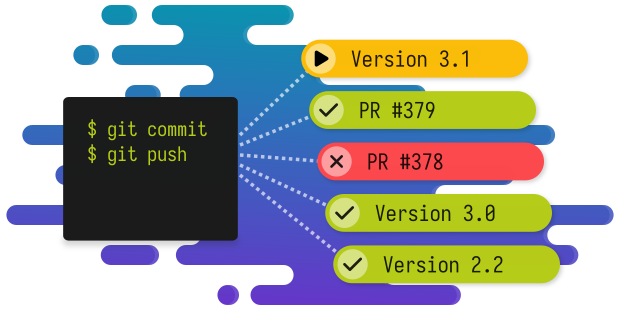 $ git commit
$ git push
Version 3.1
PR #379
PR #378
Version 3.0
Version 2.2